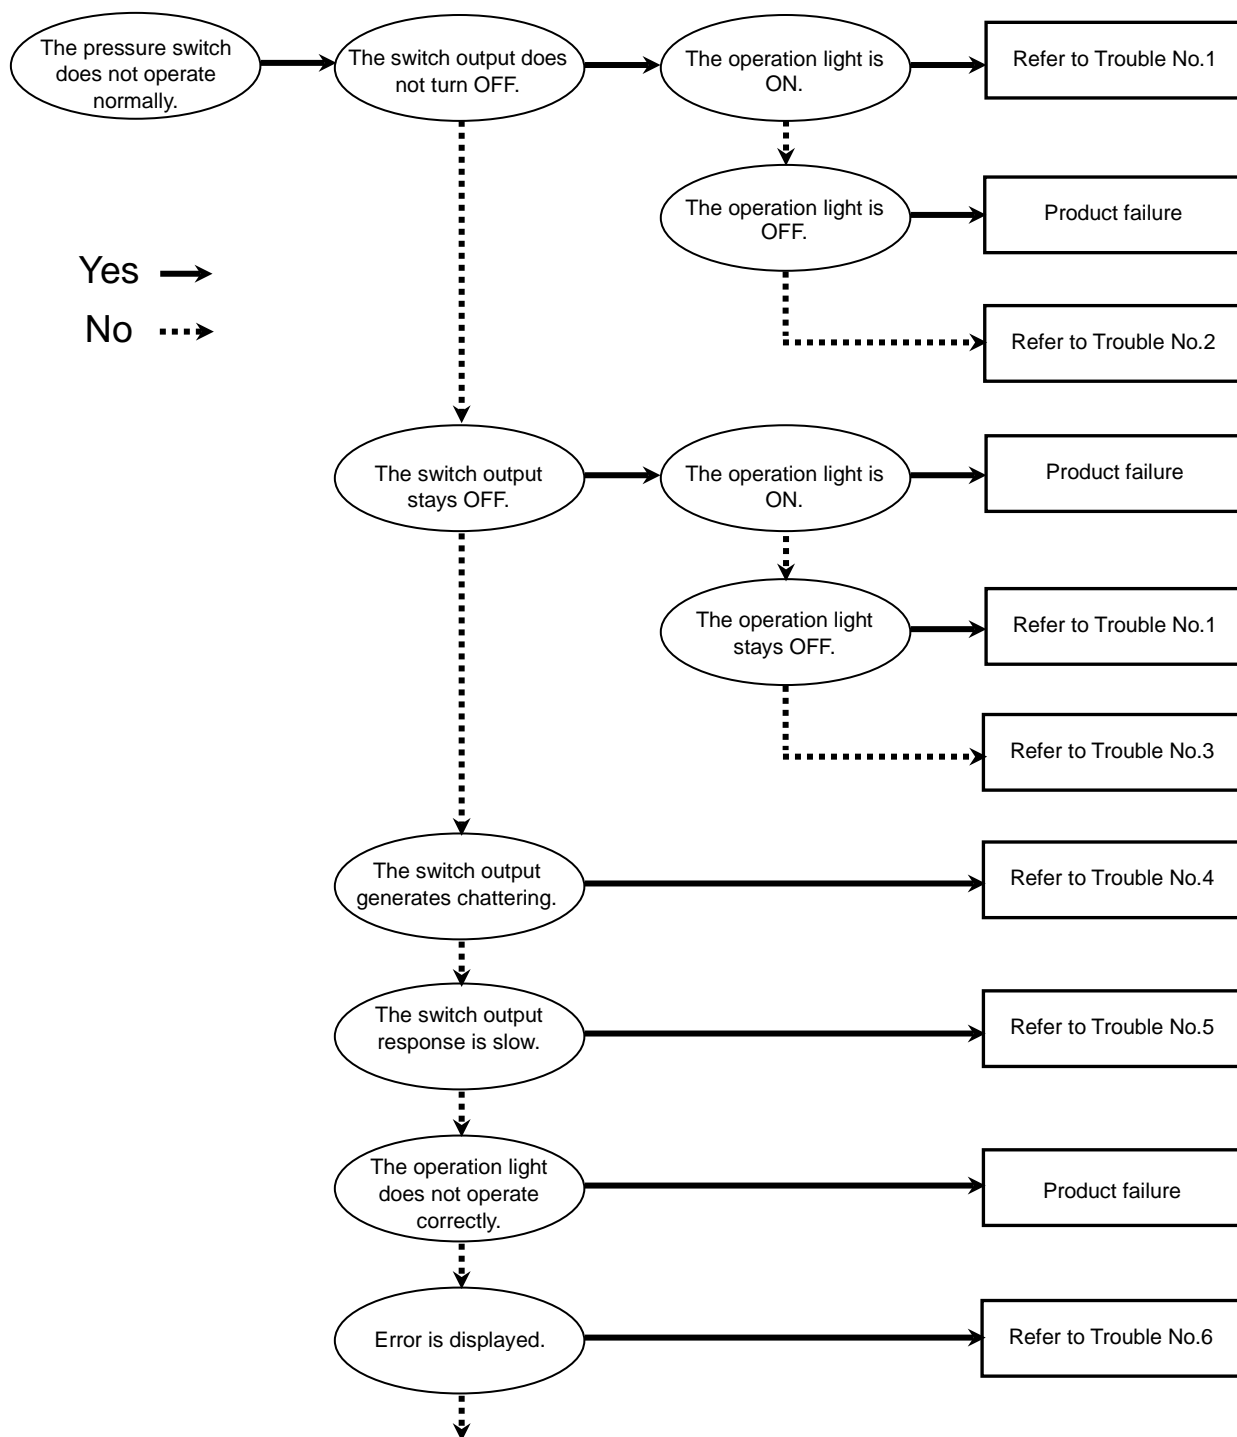 The pressure switch
does not operate
normally.
The switch output does
not turn OFF.
The operation light is
ON.
Refer to Trouble No.1
The operation light is
OFF.
Product failure
Yes
No
Refer to Trouble No.2
The switch output
stays OFF.
The operation light is
ON.
Product failure
The operation light
stays OFF.
Refer to Trouble No.1
Refer to Trouble No.3
The switch output
generates chattering.
Refer to Trouble No.4
The switch output
response is slow.
Refer to Trouble No.5
The operation light
does not operate
correctly.
Product failure
Error is displayed.
Refer to Trouble No.6